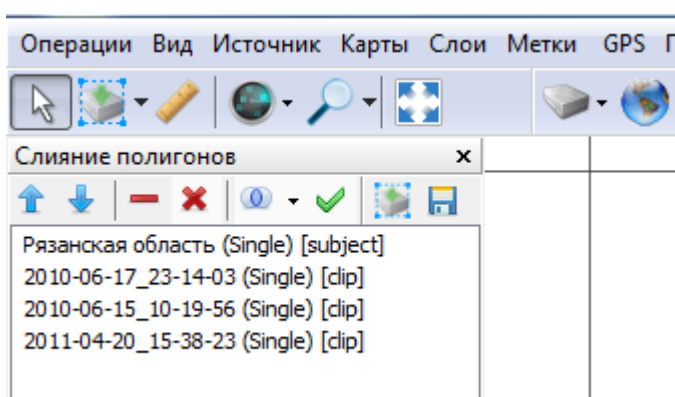 Операции Вид Источник Карты Слои Метки GPS
Слияние полигонов
Рязанская область (Single) [subject]
2010-06-17_23-14-03 (Single) [clip]
2010-06-15_10-19-56 (Single) [clip]
2011-04-20_15-38-23 (Single) [clip]